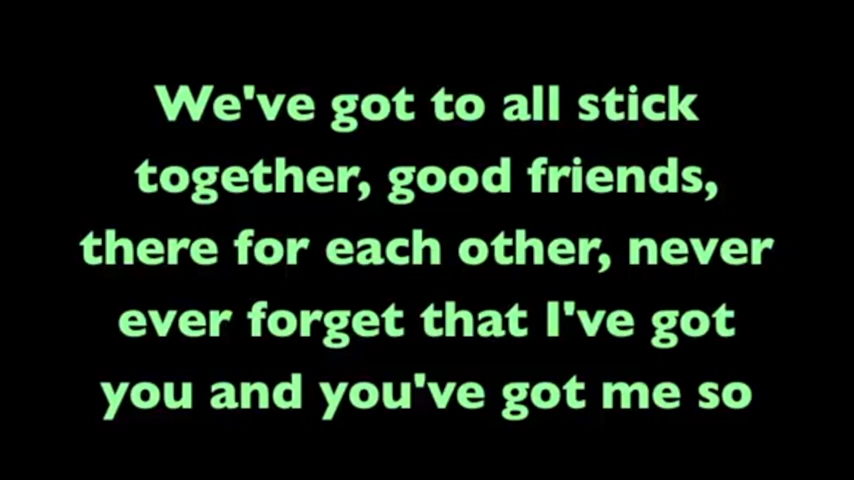 We've got to all stick
together, good friends,
there for each other, never
ever forget that I've got
you and you've got me so